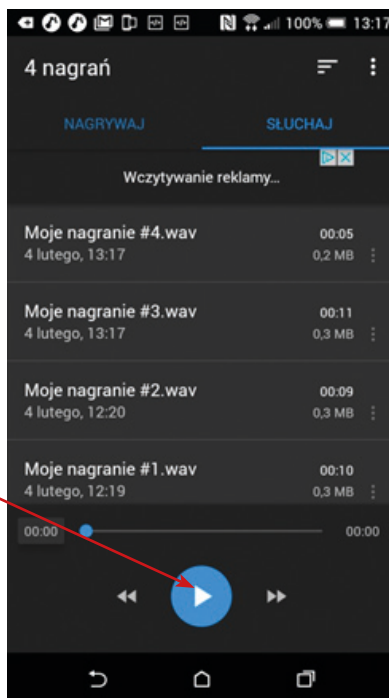 100% 13:17
4 nagrań
NAGRYWAJ SŁUCHAJ
Wczytywanie reklamy...
Moje nagranie #4.wav 00:05
4 lutego, 13:17 0,2 MB
Moje nagranie #3.wav 00:11
4 lutego, 13:17 0,3 MB
Moje nagranie #2.wav 00:09
4 lutego, 12:20 0,3 MB
Moje nagranie #1.wav 00:10
4 lutego, 12:19 0,3 MB
00:00 00:00